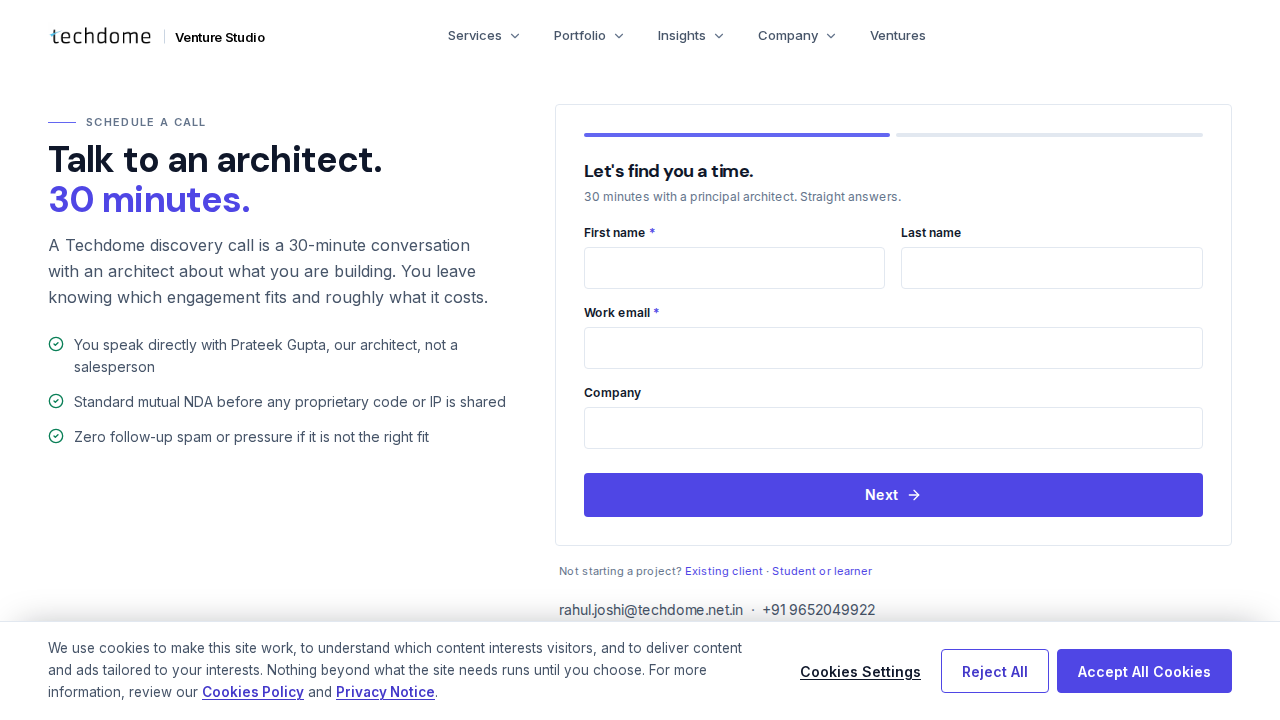 techdome Venture Studio
Services
Portfolio
Insights
Company
Ventures
SCHEDULE A CALL
Talk to an architect.
30 minutes.
A Techdome discovery call is a 30-minute conversation
with an architect about what you are building. You leave
knowing which engagement fits and roughly what it costs.
You speak directly with Prateek Gupta, our architect, not a
salesperson
Standard mutual NDA before any proprietary code or IP is shared
Zero follow-up spam or pressure if it is not the right fit
Let's find you a time.
30 minutes with a principal architect. Straight answers.
First name *
Last name
Work email *
Company
Next →
Not starting a project? Existing client · Student or learner
rahul.joshi@techdome.net.in · +91 9652049922
We use cookies to make this site work, to understand which content interests visitors, and to deliver content
and ads tailored to your interests. Nothing beyond what the site needs runs until you choose. For more
information, review our Cookies Policy and Privacy Notice.
Cookies Settings
Reject All
Accept All Cookies